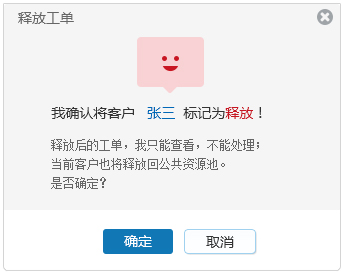 释放工单
我确认将客户 张三 标记为释放！
释放后的工单，我只能查看，不能处理；
当前客户也将释放回公共资源池。
是否确定？
确定 取消